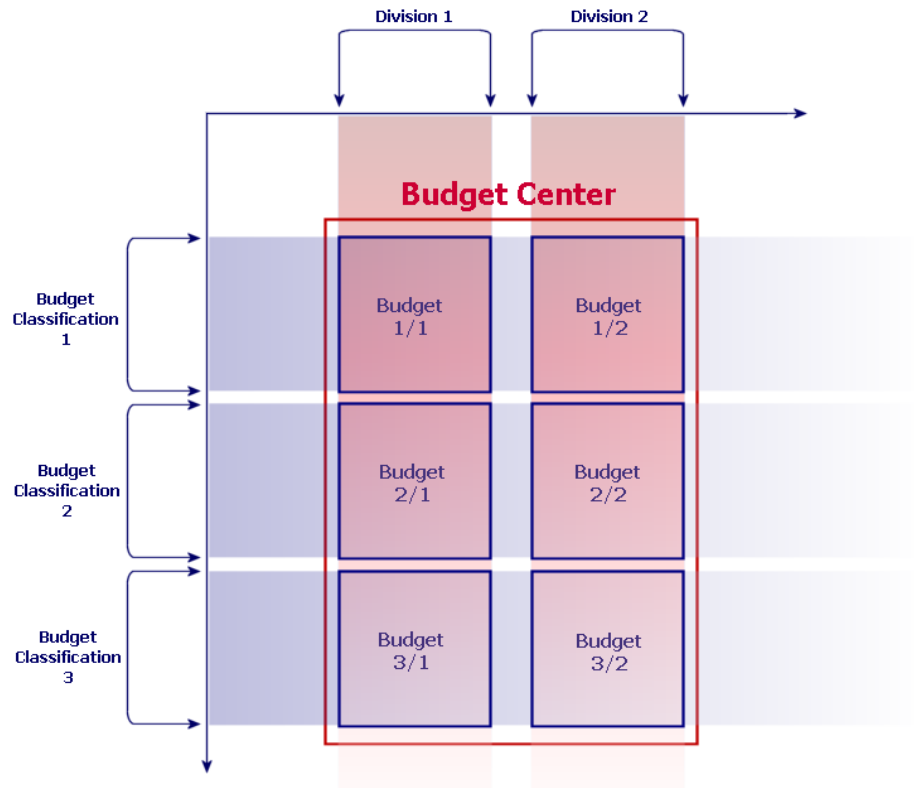 Division 1
Division 2
Budget Center
Budget
Classification
1
Budget
1/1
Budget
1/2
Budget
Classification
2
Budget
2/1
Budget
2/2
Budget
Classification
3
Budget
3/1
Budget
3/2